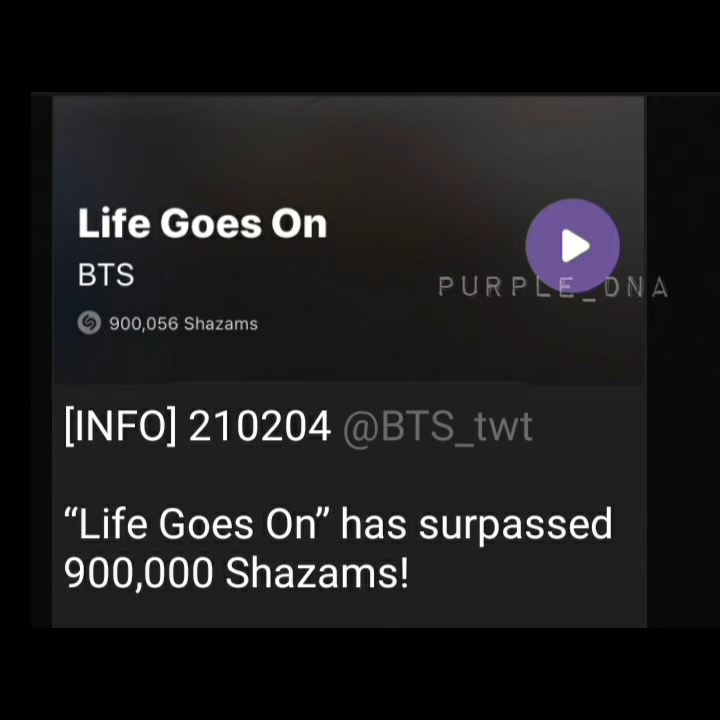 Life Goes On
BTS
PURPLE_DNA
900,056 Shazams
[INFO] 210204 @BTS_twt
“Life Goes On” has surpassed
900,000 Shazams!